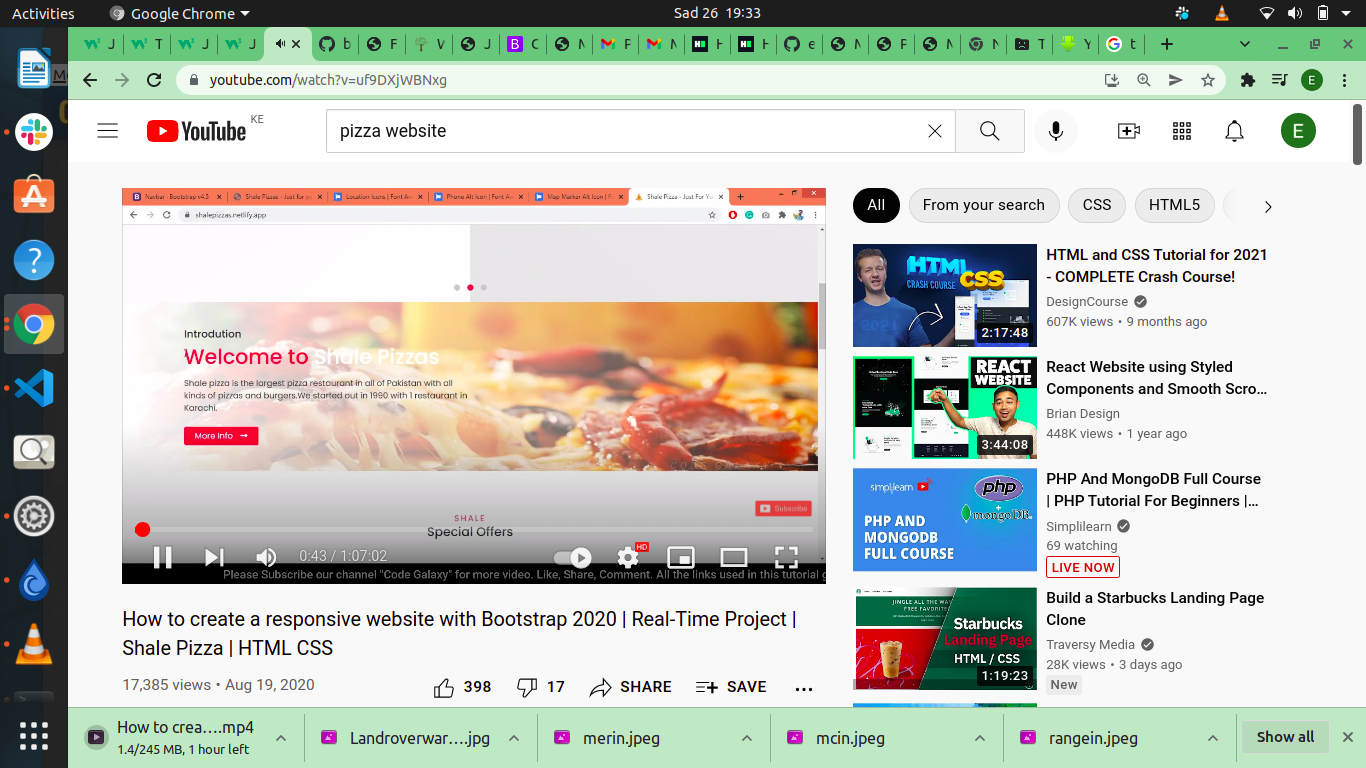 Activities
Google Chrome
Sad 26 19:33
youtube.com/watch?v=uf9DXjWBNxg
E
YouTube KE
pizza website
E
Navbar · Bootstrap v4.5
Location Icons | Font Aw
Phone Alt Icon | Font Aw
Map Marker Alt Icon | F
Shale Pizza - Just For Yo
shalepizzas.netlify.app
Introdution
Welcome to Shale Pizzas
Shale pizza is the largest pizza restaurant in all of Pakistan with all
kinds of pizzas and burgers.We started out in 1990 with 1 restaurant in
Karachi.
More Info
Subscribe
SHALE
Special Offers
0:43 / 1:07:02
HD
Please Subscribe our channel "Code Galaxy" for more video. Like, Share, Comment. All the links used in this tutorial g
How to create a responsive website with Bootstrap 2020 | Real-Time Project |
Shale Pizza | HTML CSS
17,385 views • Aug 19, 2020
398
17
SHARE
SAVE
All
From your search
CSS
HTML5
HTML
CSS
CRASH COURSE
2:17:48
HTML and CSS Tutorial for 2021
- COMPLETE Crash Course!
DesignCourse
607K views • 9 months ago
REACT
WEBSITE
3:44:08
React Website using Styled
Components and Smooth Scro...
Brian Design
448K views • 1 year ago
simplilearn
php
+
mongoDB
PHP AND
MONGODB
FULL COURSE
PHP And MongoDB Full Course
| PHP Tutorial For Beginners |...
Simplilearn
69 watching
LIVE NOW
JINGLE ALL THE WA
FREE FAVORITE
Starbucks
Landing Page
HTML / CSS
1:19:23
Build a Starbucks Landing Page
Clone
Traversy Media
28K views • 3 days ago
New
How to crea....mp4
1.4/245 MB, 1 hour left
Landroverwar....jpg
merin.jpeg
mcin.jpeg
rangein.jpeg
Show all